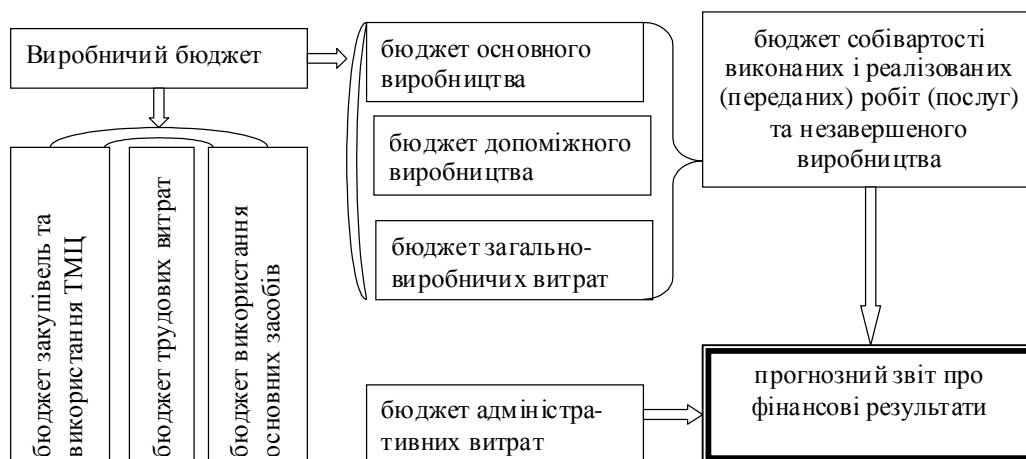 Виробничий бюджет
бюджет основного
виробництва
бюджет допоміжного
виробництва
бюджет загально-
виробничих витрат
бюджет собівартості
виконаних і реалізованих
(переданих) робіт (послуг)
та незавершеного
виробництва
бюджет закупівель та
використання ТМЦ
бюджет трудових витрат
бюджет використання
основних засобів
бюджет адміністра-
тивних витрат
прогнозний звіт про
фінансові результати